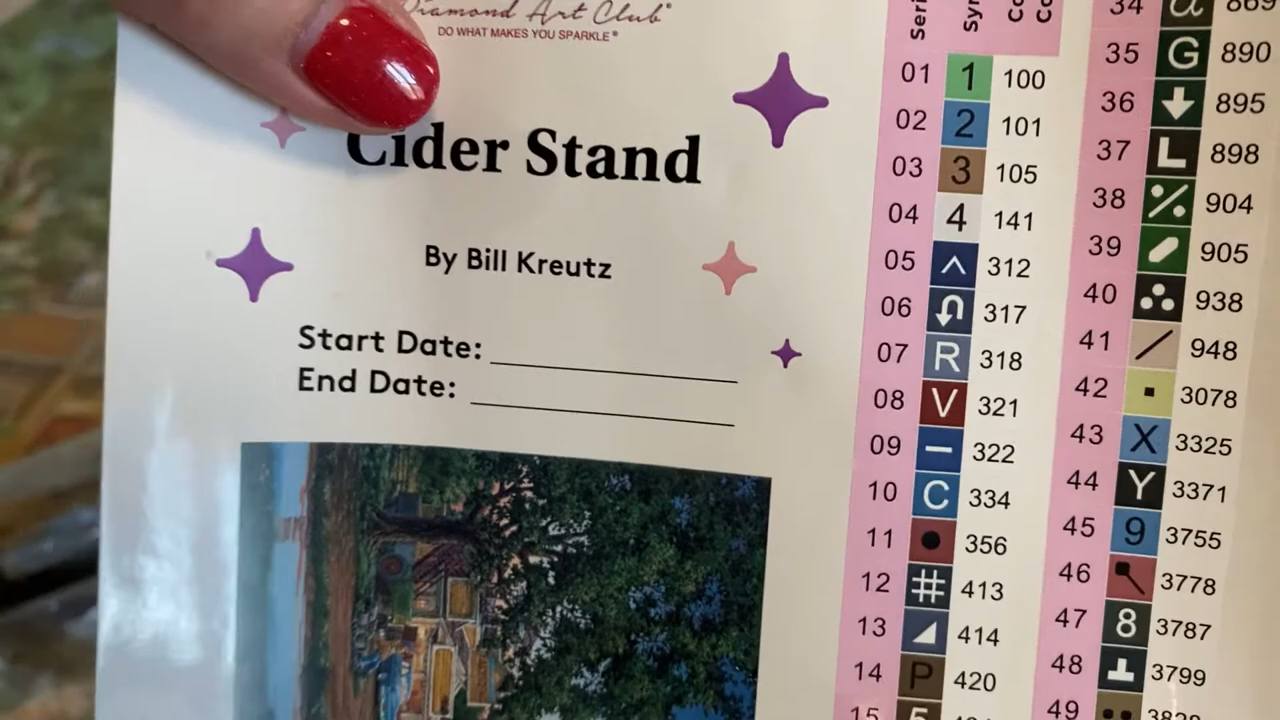 Diamond Art Club®
DO WHAT MAKES YOU SPARKLE®
Cider Stand
By Bill Kreutz
Start Date:
End Date:
01 1 100
02 2 101
03 3 105
04 4 141
05 ^ 312
06 317
07 R 318
08 V 321
09 — 322
10 C 334
11 ● 356
12 # 413
13 ◢ 414
14 P 420
15 5
34 α 869
35 G 890
36 ⬇ 895
37 L 898
38 % 904
39 905
40 938
41 / 948
42 ▪ 3078
43 X 3325
44 Y 3371
45 9 3755
46 3778
47 8 3787
48 ┻ 3799
49 ●●